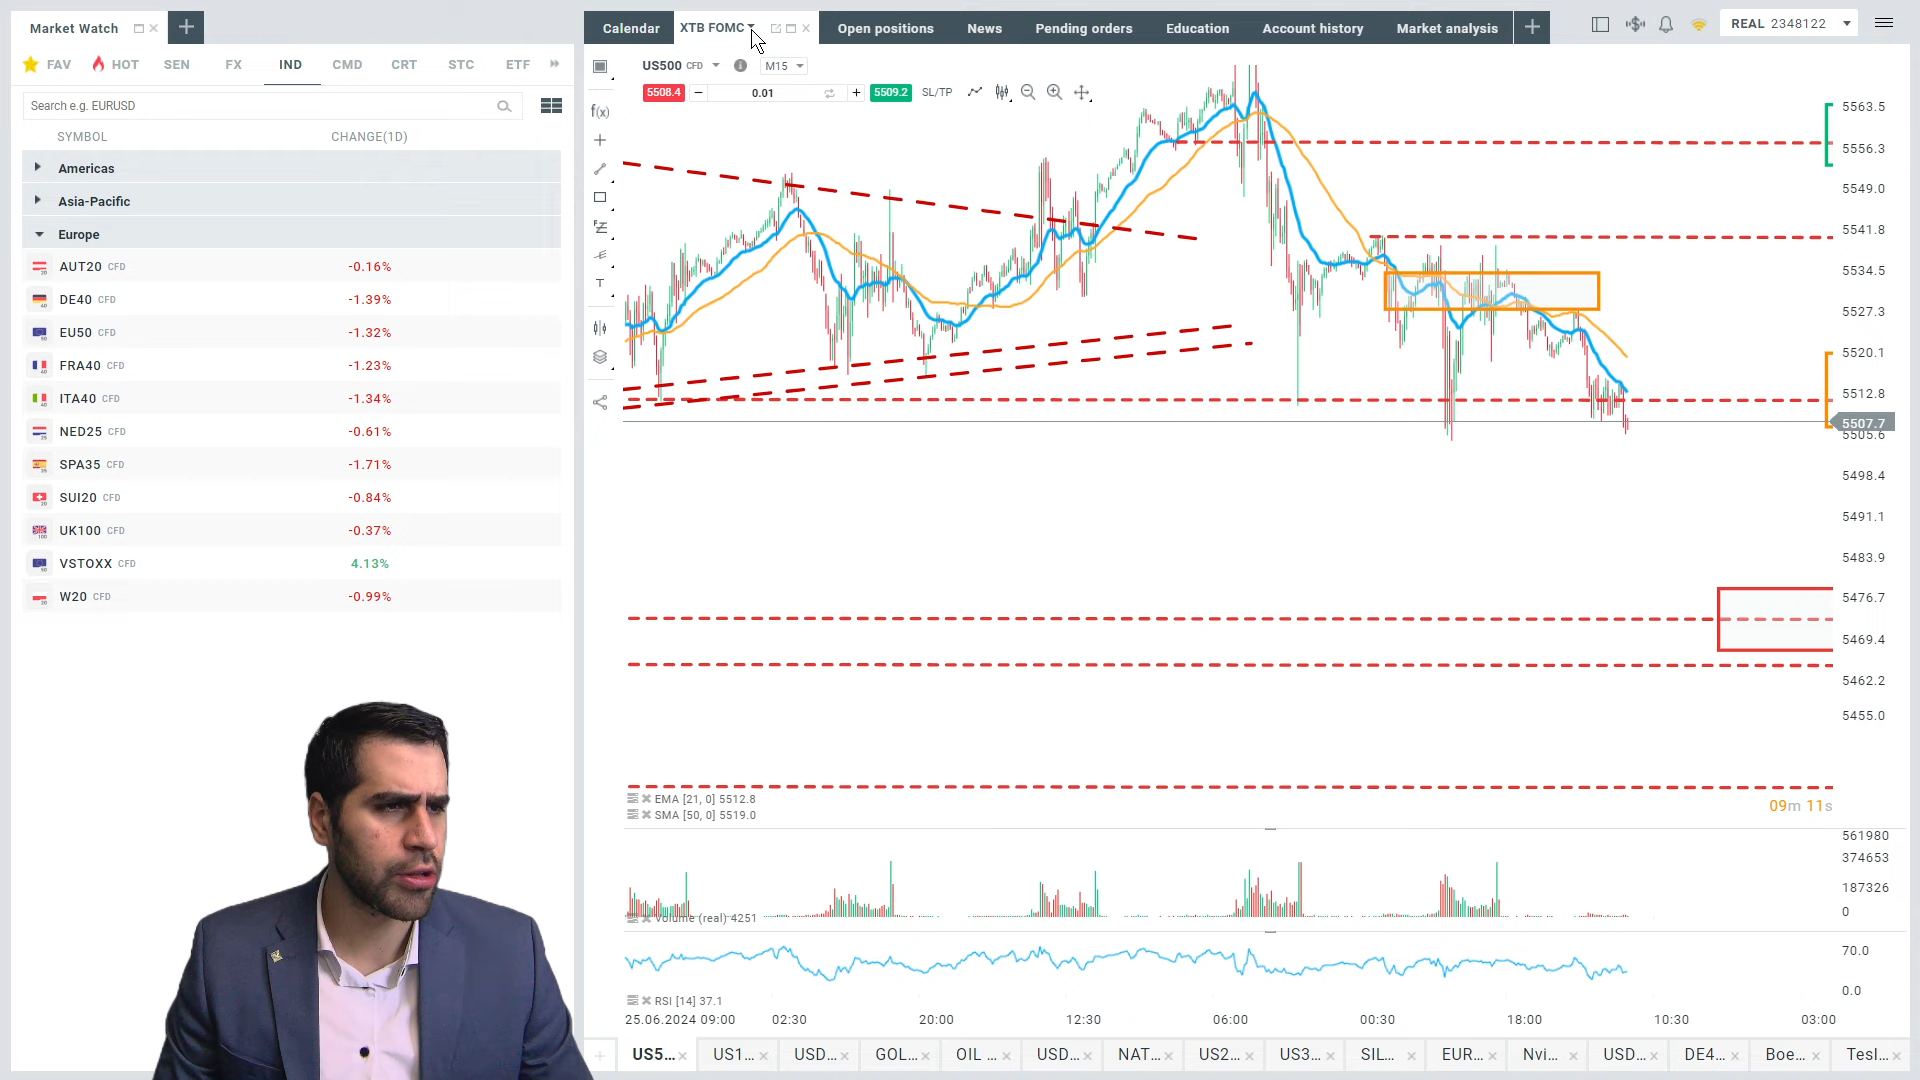 Market Watch
Calendar
XTB FOMC
Open positions
News
Pending orders
Education
Account history
Market analysis
REAL 2348122
FAV
HOT
SEN
FX
IND
CMD
CRT
STC
ETF
Search e.g. EURUSD
SYMBOL
CHANGE(1D)
Americas
Asia-Pacific
Europe
AUT20 CFD -0.16%
DE40 CFD -1.39%
EU50 CFD -1.32%
FRA40 CFD -1.23%
ITA40 CFD -1.34%
NED25 CFD -0.61%
SPA35 CFD -1.71%
SUI20 CFD -0.84%
UK100 CFD -0.37%
VSTOXX CFD 4.13%
W20 CFD -0.99%
US500 CFD
M15
5508.4
0.01
5509.2
SL/TP
f(x)
T
5563.5
5556.3
5549.0
5541.8
5534.5
5527.3
5520.1
5512.8
5507.7
5505.6
5498.4
5491.1
5483.9
5476.7
5469.4
5462.2
5455.0
EMA [21, 0] 5512.8
SMA [50, 0] 5519.0
09m 11s
561980
374653
187326
0
Volume (real) 4251
70.0
0.0
RSI [14] 37.1
25.06.2024 09:00
02:30
20:00
12:30
06:00
00:30
18:00
10:30
03:00
US5...
US1...
USD...
GOL...
OIL ...
USD...
NAT...
US2...
US3...
SIL...
EUR...
Nvi...
USD...
DE4...
Boe...
Tesl...